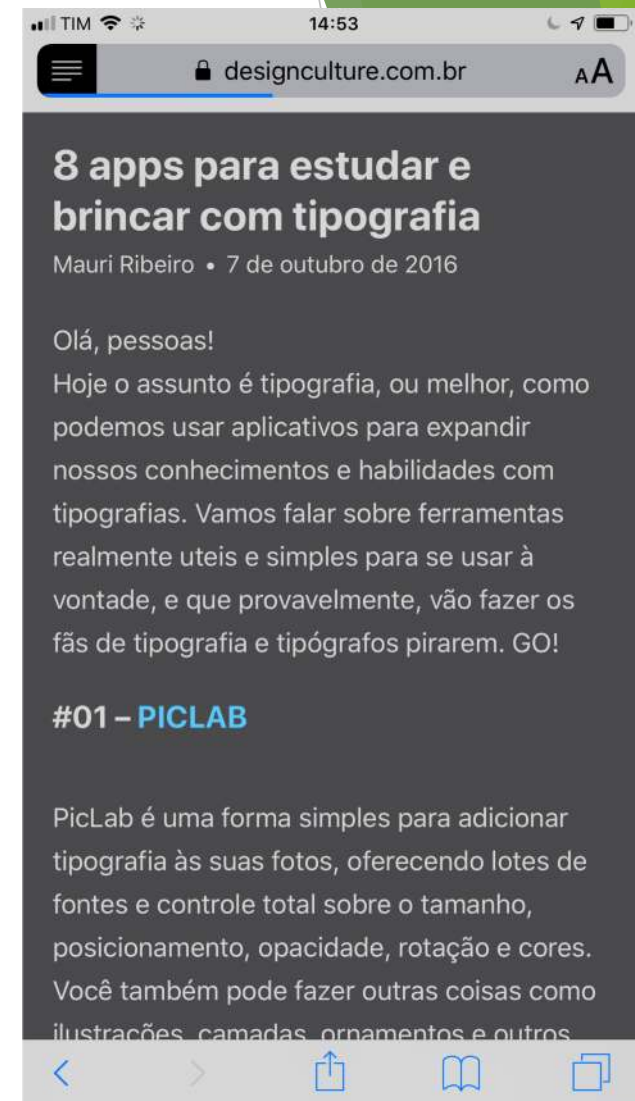 TIM 14:53
designculture.com.br AA
8 apps para estudar e
brincar com tipografia
Mauri Ribeiro • 7 de outubro de 2016
Olá, pessoas!
Hoje o assunto é tipografia, ou melhor, como
podemos usar aplicativos para expandir
nossos conhecimentos e habilidades com
tipografias. Vamos falar sobre ferramentas
realmente uteis e simples para se usar à
vontade, e que provavelmente, vão fazer os
fãs de tipografia e tipógrafos pirarem. GO!
#01 – PICLAB
PicLab é uma forma simples para adicionar
tipografia às suas fotos, oferecendo lotes de
fontes e controle total sobre o tamanho,
posicionamento, opacidade, rotação e cores.
Você também pode fazer outras coisas como
ilustrações, camadas, ornamentos e outros